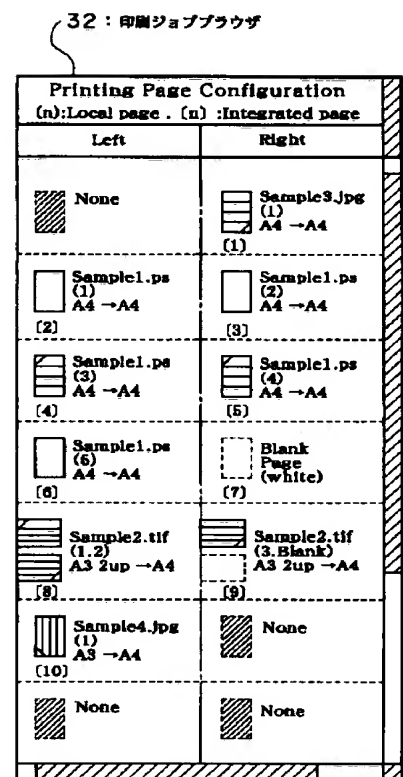 32：印刷ジョブブラウザ
Printing Page Configuration
(n):Local page . [n] :Integrated page
Left Right
None
Sample3.jpg
(1)
A4 →A4
[1]
Sample1.ps
(1)
A4 →A4
[2]
Sample1.ps
(2)
A4 →A4
[3]
Sample1.ps
(3)
A4 →A4
[4]
Sample1.ps
(4)
A4 →A4
[5]
Sample1.ps
(5)
A4 →A4
[6]
Blank
Page
(white)
[7]
Sample2.tif
(1.2)
A3 2up →A4
[8]
Sample2.tif
(3.Blank)
A3 2up →A4
[9]
Sample4.jpg
(1)
A3 →A4
[10]
None
None
None